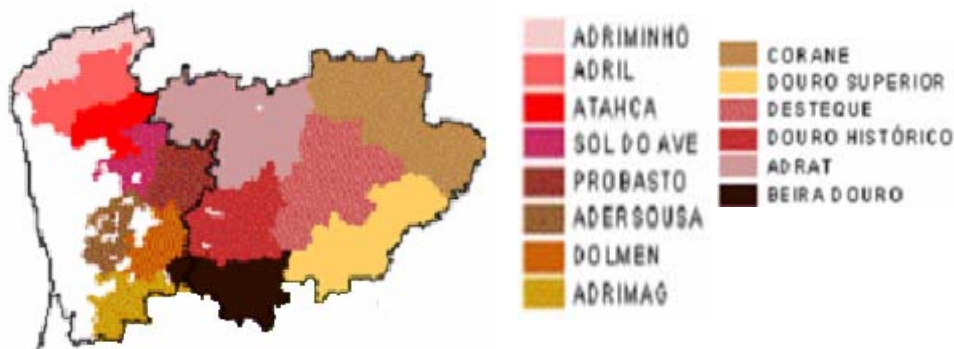 ADRIMINHO
ADRIL
ATAHCA
SOL DO AVE
PROBASTO
ADERSOUSA
DOLMEN
ADRIMAG
CORANE
DOURO SUPERIOR
DESTEQUE
DOURO HISTÓRICO
ADRAT
BEIRA DOURO